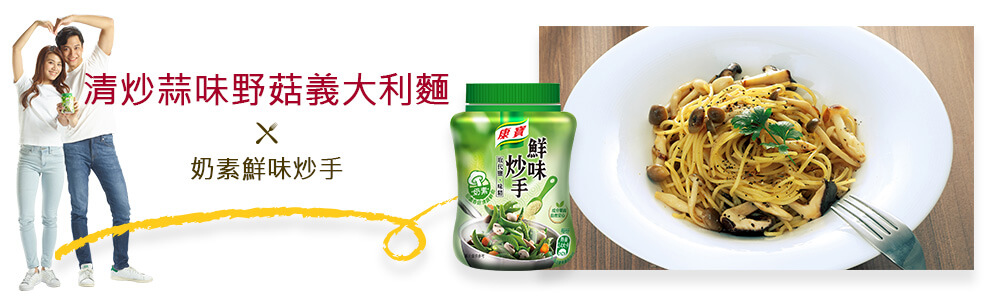 清炒蒜味野菇義大利麵
奶素鮮味炒手
康寶
鮮味
炒手
取代鹽、味精
奶素